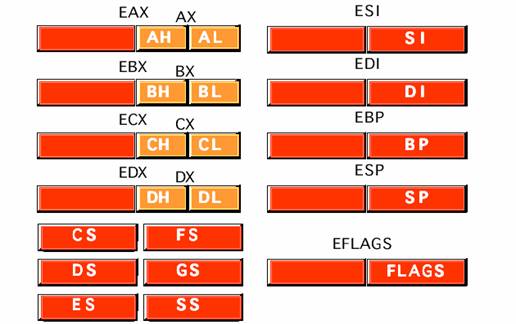 EAX AX
AH AL
EBX BX
BH BL
ECX CX
CH CL
EDX DX
DH DL
CS FS
DS GS
ES SS
ESI
SI
EDI
DI
EBP
BP
ESP
SP
EFLAGS
FLAGS